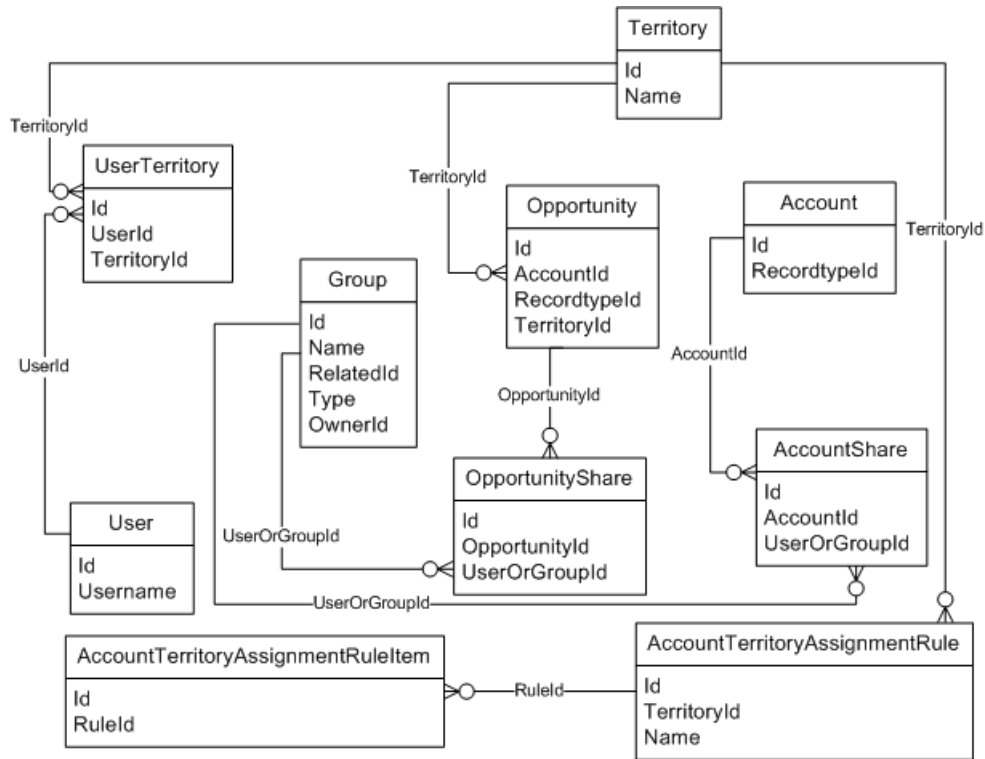 Territory
Id
Name
TerritoryId
UserTerritory
Id
UserId
TerritoryId
TerritoryId
Opportunity
Id
AccountId
RecordtypeId
TerritoryId
Account
Id
RecordtypeId
TerritoryId
Group
Id
Name
RelatedId
Type
OwnerId
UserId
AccountId
OpportunityId
AccountShare
Id
AccountId
UserOrGroupId
OpportunityShare
Id
OpportunityId
UserOrGroupId
User
Id
Username
UserOrGroupId
UserOrGroupId
AccountTerritoryAssignmentRuleItem
Id
RuleId
RuleId
AccountTerritoryAssignmentRule
Id
TerritoryId
Name